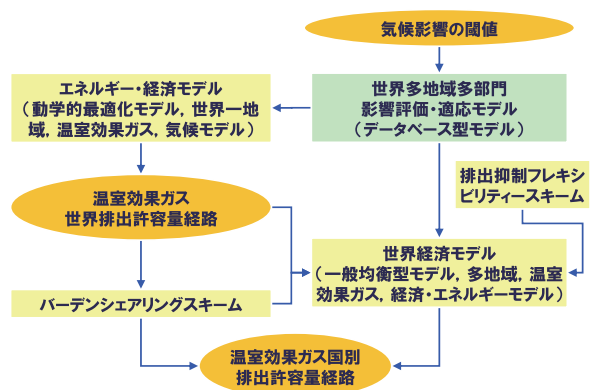 気候影響の閾値
エネルギー・経済モデル
（動学的最適化モデル，世界一地
域，温室効果ガス，気候モデル）
世界多地域多部門
影響評価・適応モデル
（データベース型モデル）
排出抑制フレキシ
ビリティースキーム
温室効果ガス
世界排出許容量経路
世界経済モデル
（一般均衡型モデル，多地域，温室
効果ガス，経済・エネルギーモデル）
バーデンシェアリングスキーム
温室効果ガス国別
排出許容量経路